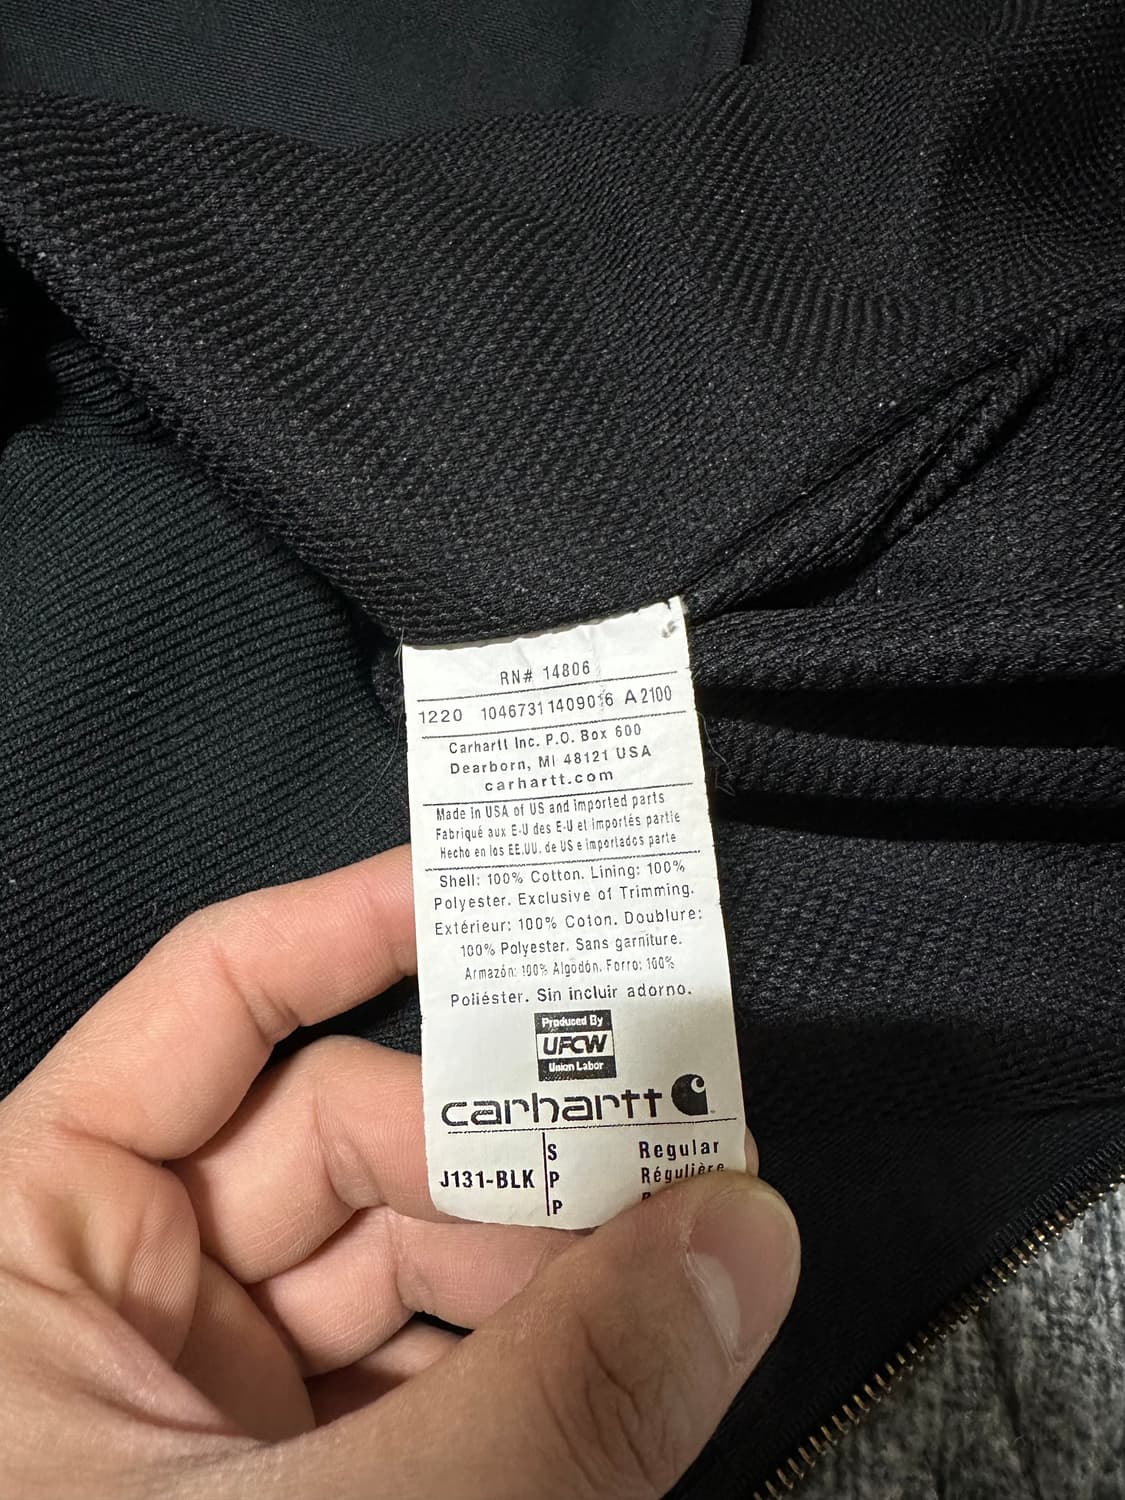 RN# 14806
1220 1046731140901 6 A 2100
Carhartt Inc. P.O. Box 600
Dearborn, MI 48121 USA
carhartt.com
Made in USA of US and imported parts
Fabriqué aux E-U des E-U et importés partie
Hecho en los EE.UU. de US e importados parte
Shell: 100% Cotton. Lining: 100%
Polyester. Exclusive of Trimming.
Extérieur: 100% Coton. Doublure:
100% Polyester. Sans garniture.
Armazón: 100% Algodón. Forro: 100%
Poliéster. Sin incluir adorno.
Produced By
UFCW
Union Labor
carhartt
S Regular
J131-BLK P Régulière
P